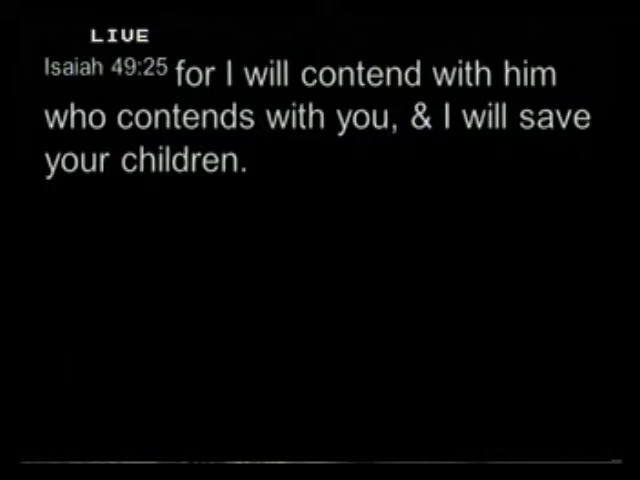 LIVE
Isaiah 49:25 for I will contend with him
who contends with you, & I will save
your children.